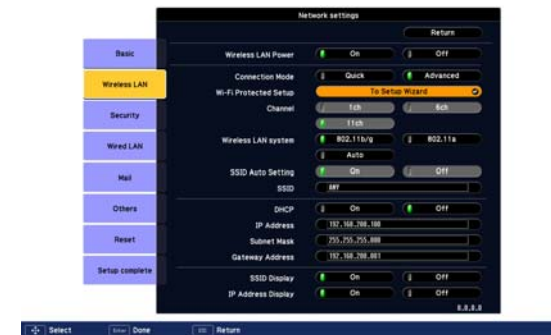 Network settings
Return
Basic
Wireless LAN
Security
Wired LAN
Mail
Others
Reset
Setup complete
Wireless LAN Power On Off
Connection Mode Quick Advanced
Wi-Fi Protected Setup To Setup Wizard
Channel 1ch 6ch
11ch
Wireless LAN system 802.11b/g 802.11a
Auto
SSID Auto Setting On Off
SSID ANY
DHCP On Off
IP Address 192.168.200.100
Subnet Mask 255.255.255.000
Gateway Address 192.168.200.001
SSID Display On Off
IP Address Display On Off
0.0.0.0
Select Enter Done ESC Return